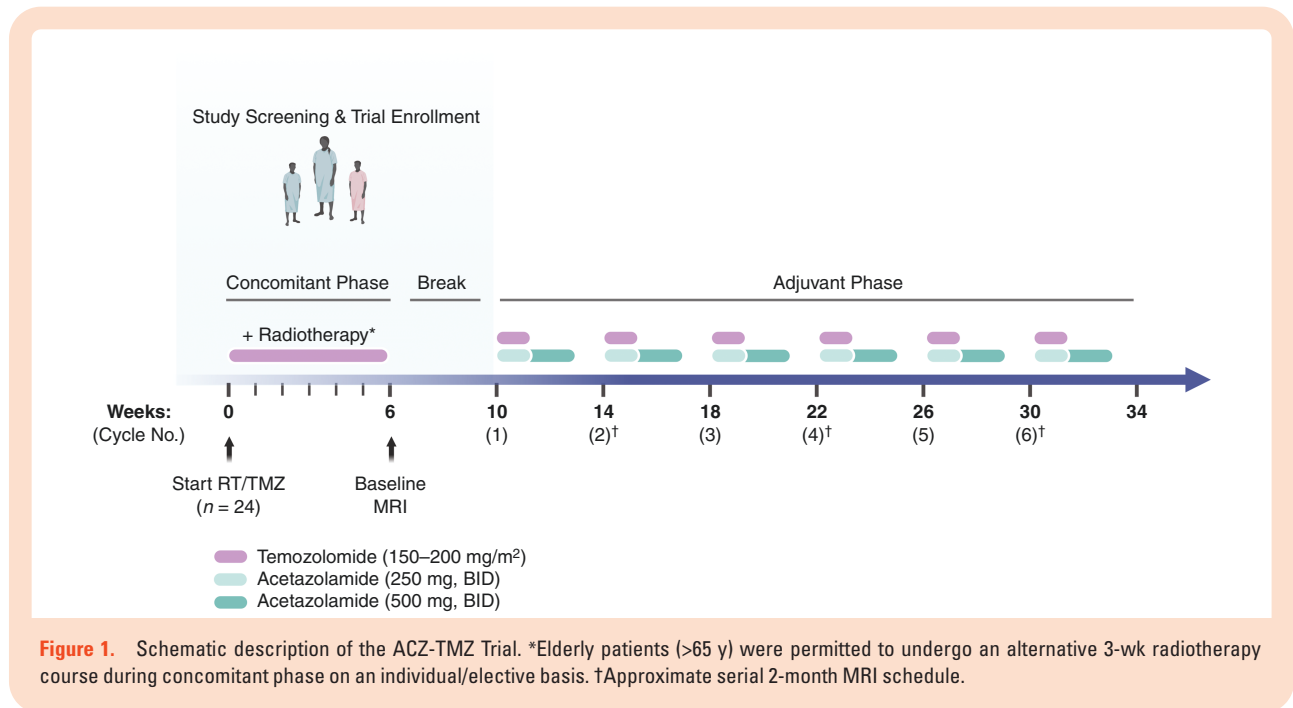 Study Screening & Trial Enrollment
Concomitant Phase
Break
Adjuvant Phase
+ Radiotherapy*
Weeks:
0
6
10
14
18
22
26
30
34
(Cycle No.)
(1)
(2)†
(3)
(4)†
(5)
(6)†
Start RT/TMZ
(n = 24)
Baseline
MRI
Temozolomide (150–200 mg/m²)
Acetazolamide (250 mg, BID)
Acetazolamide (500 mg, BID)
Figure 1. Schematic description of the ACZ-TMZ Trial. *Elderly patients (>65 y) were permitted to undergo an alternative 3-wk radiotherapy
course during concomitant phase on an individual/elective basis. †Approximate serial 2-month MRI schedule.